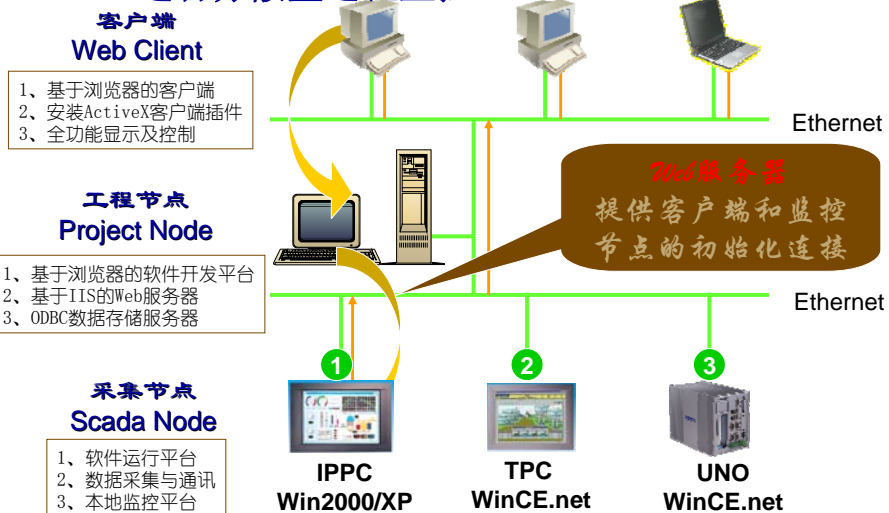 客户端
Web Client
1、基于浏览器的客户端
2、安装ActiveX客户端插件
3、全功能显示及控制
Ethernet
Web服务器
提供客户端和监控
节点的初始化连接
工程节点
Project Node
1、基于浏览器的软件开发平台
2、基于IIS的Web服务器
3、ODBC数据存储服务器
Ethernet
1
2
3
采集节点
Scada Node
1、软件运行平台
2、数据采集与通讯
3、本地监控平台
IPPC
Win2000/XP
TPC
WinCE.net
UNO
WinCE.net